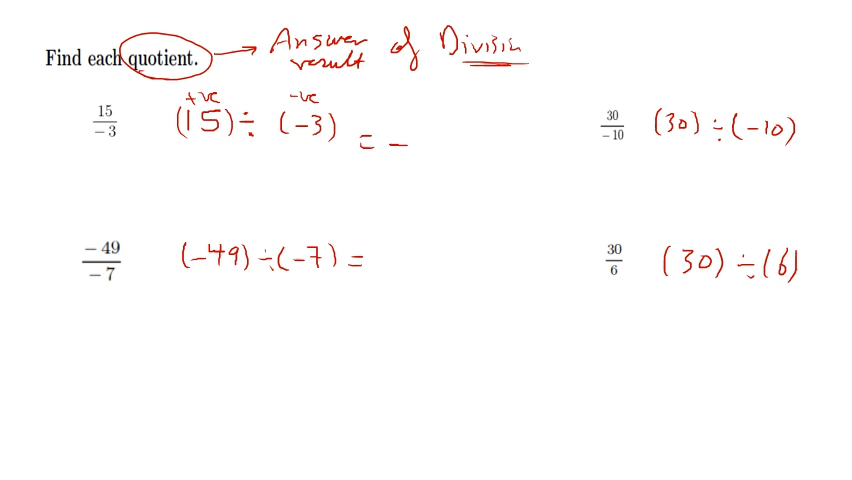 Find each quotient. → Answer of Division
result
15/-3 +ve -ve (15) ÷ (-3) = -
30/-10 (30) ÷ (-10)
-49/-7 (-49) ÷ (-7) =
30/6 (30) ÷ (6)